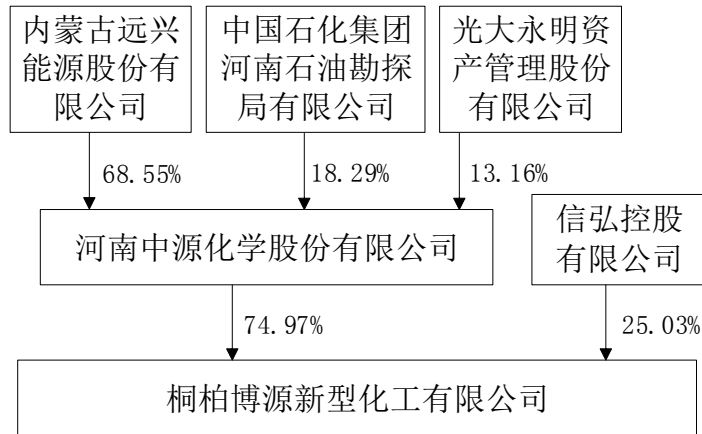 内蒙古远兴
能源股份有
限公司
中国石化集团
河南石油勘探
局有限公司
光大永明资
产管理股份
有限公司
68.55%
18.29%
13.16%
河南中源化学股份有限公司
信弘控股
有限公司
74.97%
25.03%
桐柏博源新型化工有限公司